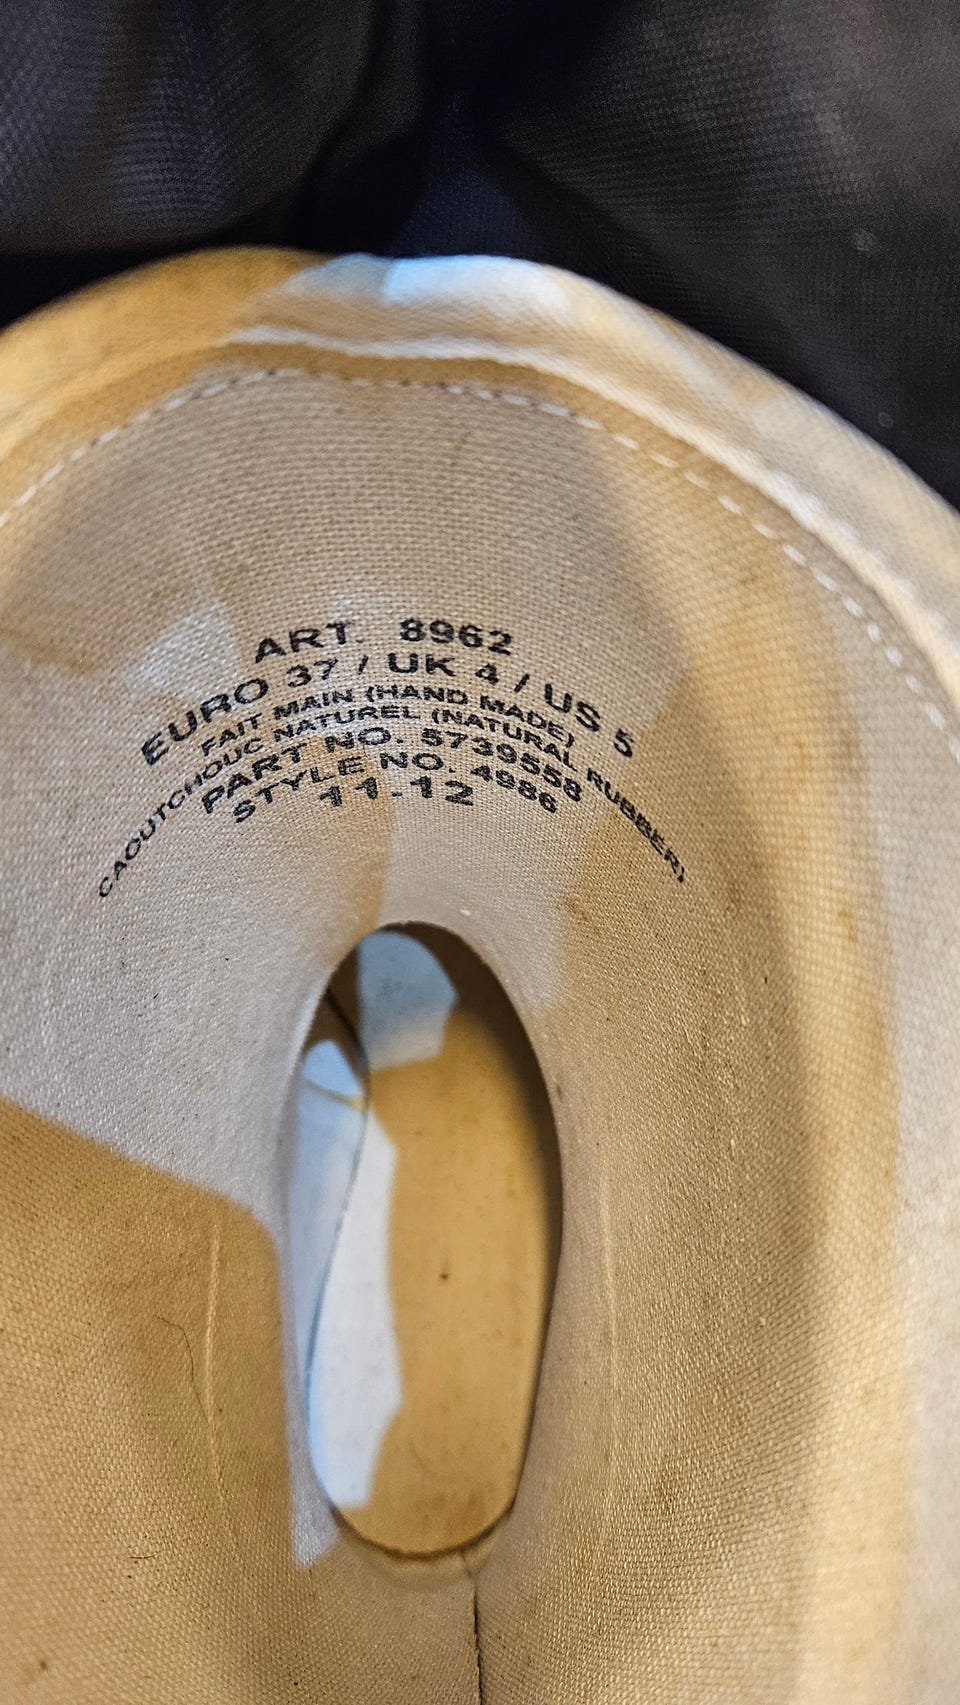 ART. 8962
EURO 37 / UK 4 / US 5
FAIT MAIN (HAND MADE)
CAOUTCHOUC NATUREL (NATURAL RUBBER)
PART NO. 5739558
STYLE NO. 4986
11-12